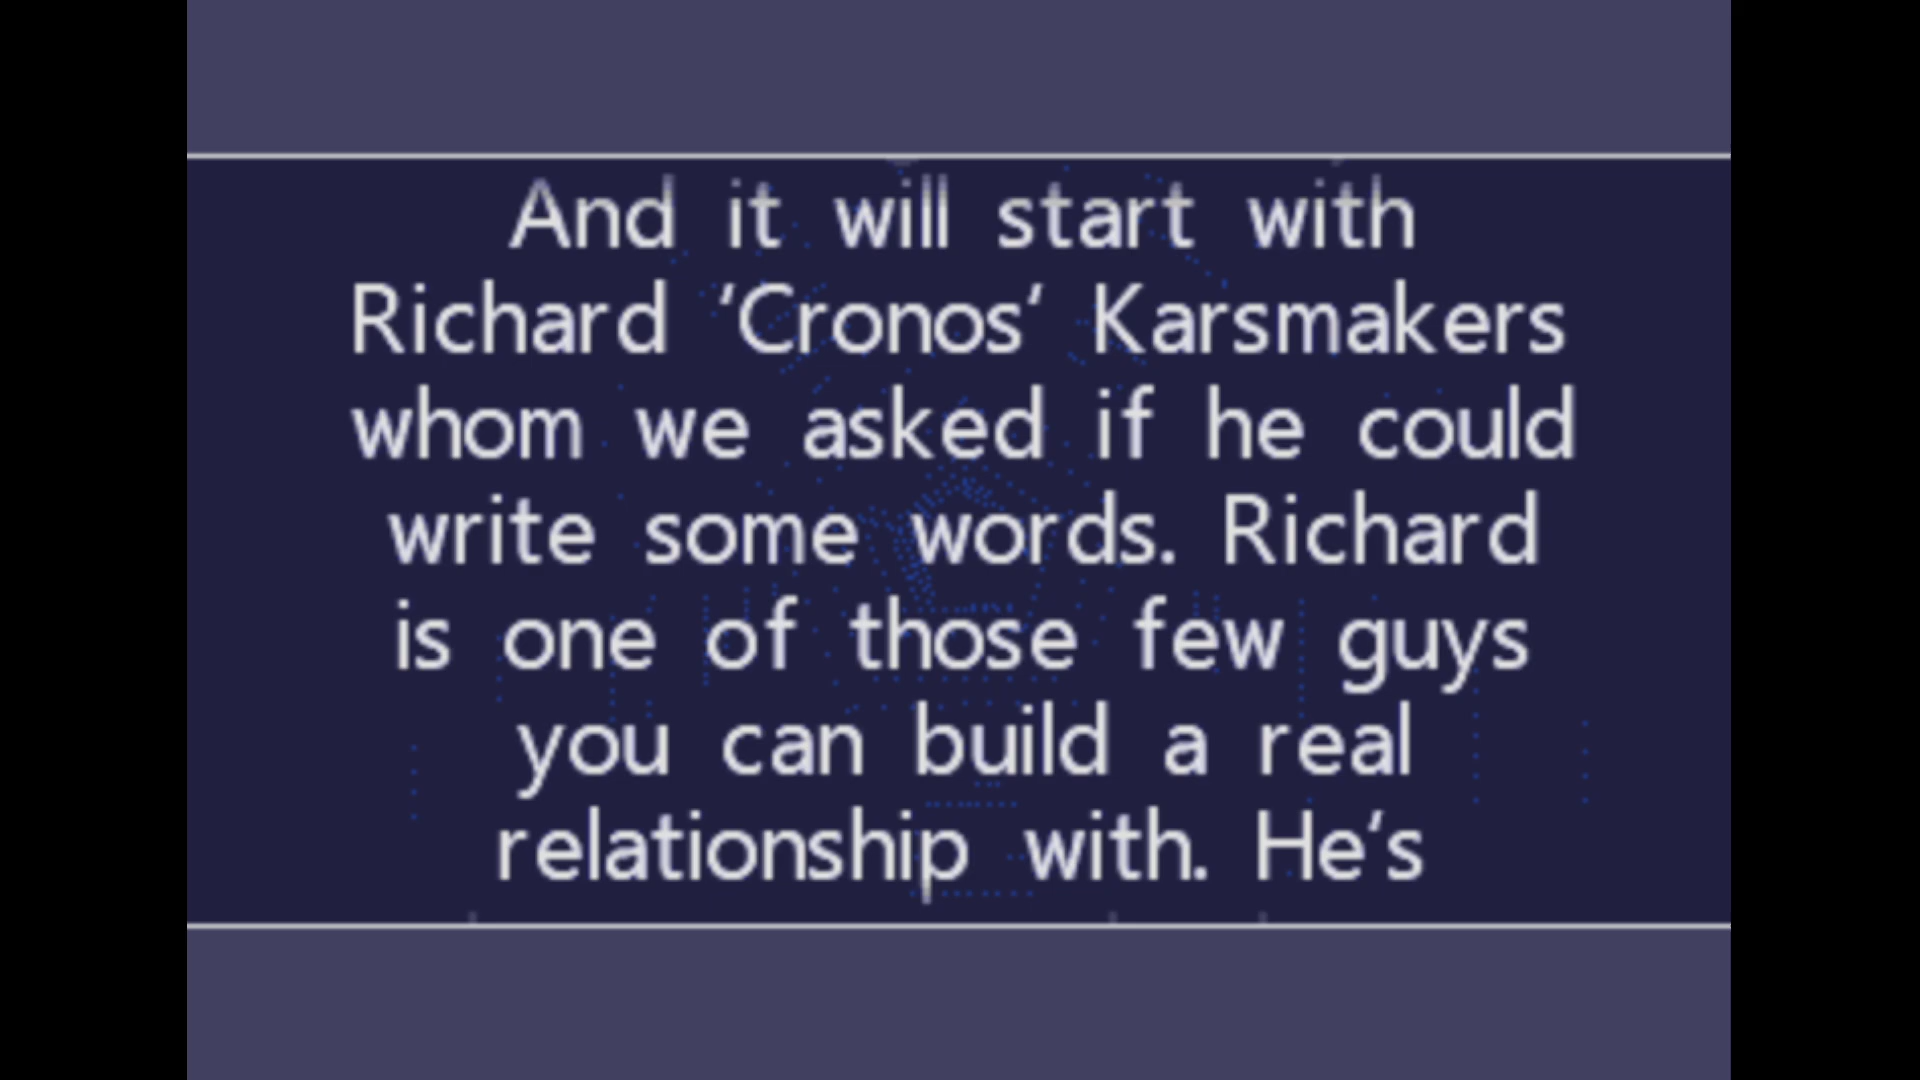 And it will start with
Richard 'Cronos' Karsmakers
whom we asked if he could
write some words. Richard
is one of those few guys
you can build a real
relationship with. He's